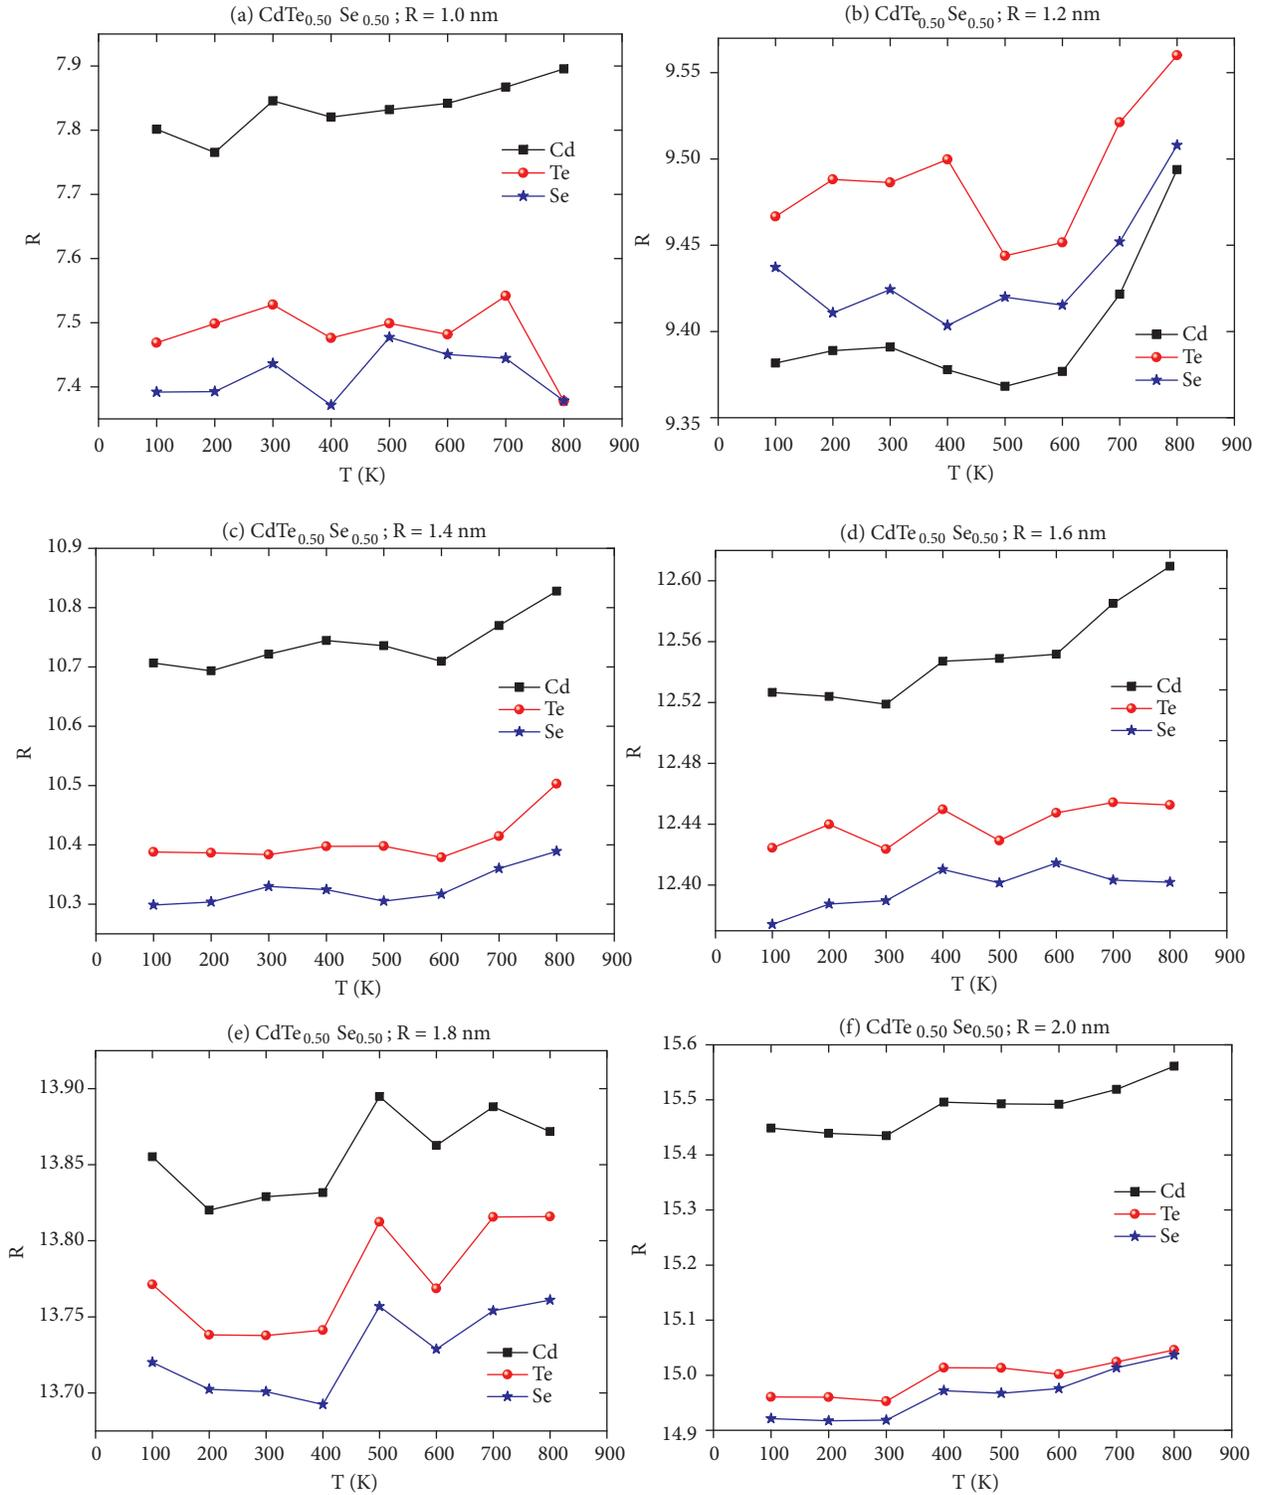 (a) CdTe0.50 Se 0.50 ; R = 1.0 nm
7.9
7.8
7.7
7.6
7.5
7.4
R
Cd
Te
Se
0 100 200 300 400 500 600 700 800 900
T (K)
(b) CdTe0.50 Se0.50 ; R = 1.2 nm
9.55
9.50
9.45
9.40
9.35
R
Cd
Te
Se
0 100 200 300 400 500 600 700 800 900
T (K)
(c) CdTe0.50 Se 0.50 ; R = 1.4 nm
10.9
10.8
10.7
10.6
10.5
10.4
10.3
R
Cd
Te
Se
0 100 200 300 400 500 600 700 800 900
T (K)
(d) CdTe 0.50 Se0.50 ; R = 1.6 nm
12.60
12.56
12.52
12.48
12.44
12.40
R
Cd
Te
Se
0 100 200 300 400 500 600 700 800 900
T (K)
(e) CdTe0.50 Se0.50 ; R = 1.8 nm
13.90
13.85
13.80
13.75
13.70
R
Cd
Te
Se
0 100 200 300 400 500 600 700 800 900
T (K)
(f) CdTe 0.50 Se0.50 ; R = 2.0 nm
15.6
15.5
15.4
15.3
15.2
15.1
15.0
14.9
R
Cd
Te
Se
0 100 200 300 400 500 600 700 800 900
T (K)